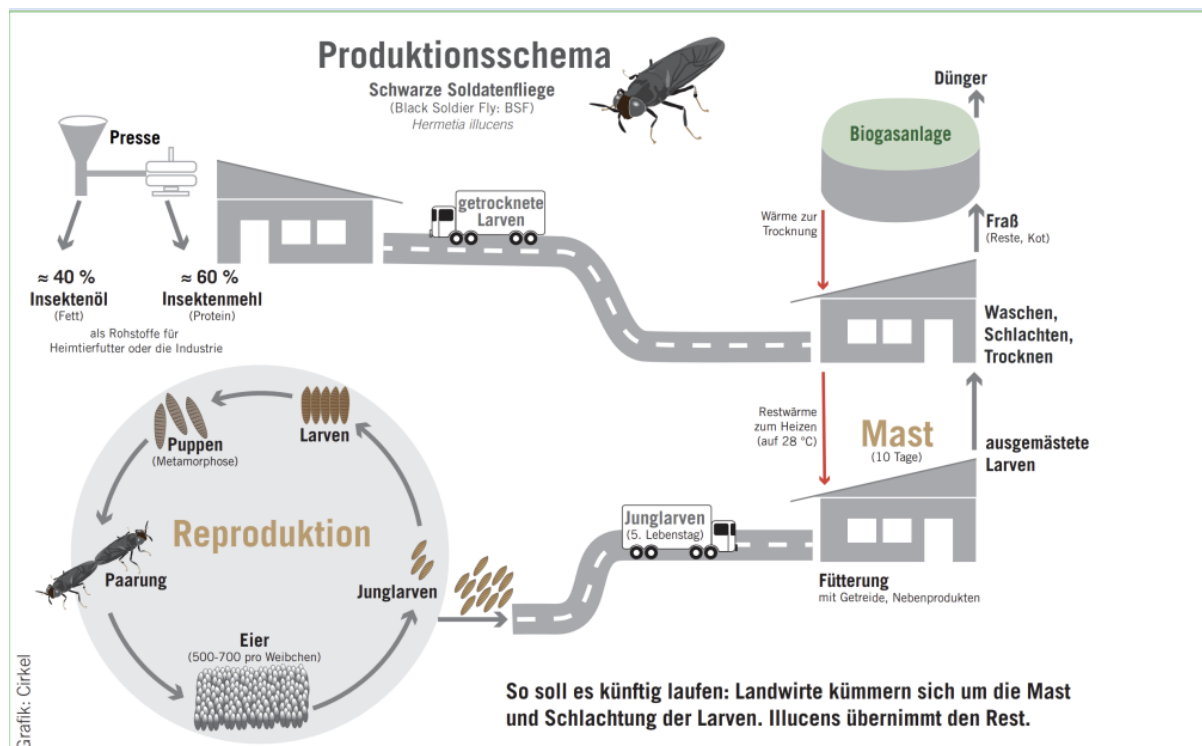 Produktionsschema
Schwarze Soldatenfliege
(Black Soldier Fly: BSF)
Hermetia illucens
Presse
≈ 40 %
Insektenöl
(Fett)
≈ 60 %
Insektenmehl
(Protein)
als Rohstoffe für
Heimtierfutter oder die Industrie
getrocknete
Larven
Dünger
Biogasanlage
Wärme zur
Trocknung
Fraß
(Reste, Kot)
Waschen,
Schlachten,
Trocknen
Restwärme
zum Heizen
(auf 28 °C)
Mast
(10 Tage)
ausgemästete
Larven
Junglarven
(5. Lebenstag)
Fütterung
mit Getreide, Nebenprodukten
Reproduktion
Larven
Puppen
(Metamorphose)
Paarung
Eier
(500-700 pro Weibchen)
Junglarven
So soll es künftig laufen: Landwirte kümmern sich um die Mast
und Schlachtung der Larven. Illucens übernimmt den Rest.
Grafik: Cirkel